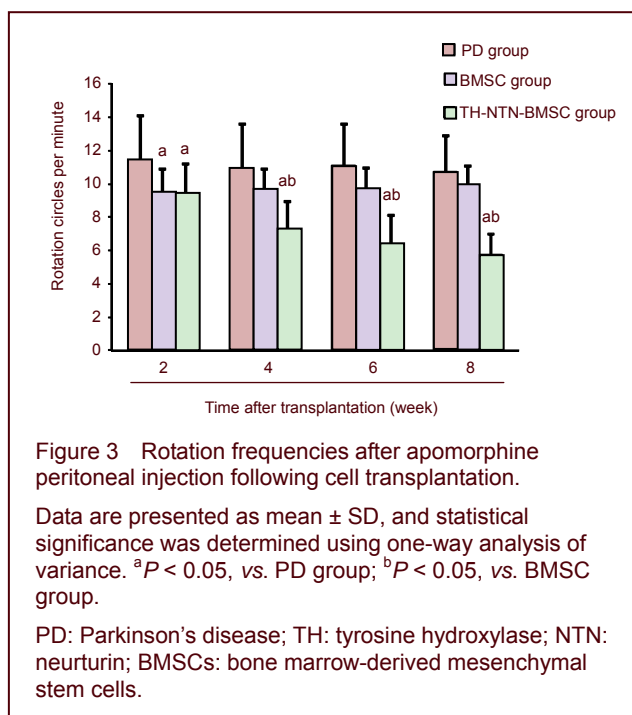 PD group
BMSC group
TH-NTN-BMSC group
16
14
12
10
8
6
4
2
0
Rotation circles per minute
a a
ab
ab
ab
2 4 6 8
Time after transplantation (week)
Figure 3 Rotation frequencies after apomorphine
peritoneal injection following cell transplantation.
Data are presented as mean ± SD, and statistical
significance was determined using one-way analysis of
variance. ᵃP < 0.05, vs. PD group; ᵇP < 0.05, vs. BMSC
group.
PD: Parkinson’s disease; TH: tyrosine hydroxylase; NTN:
neurturin; BMSCs: bone marrow-derived mesenchymal
stem cells.